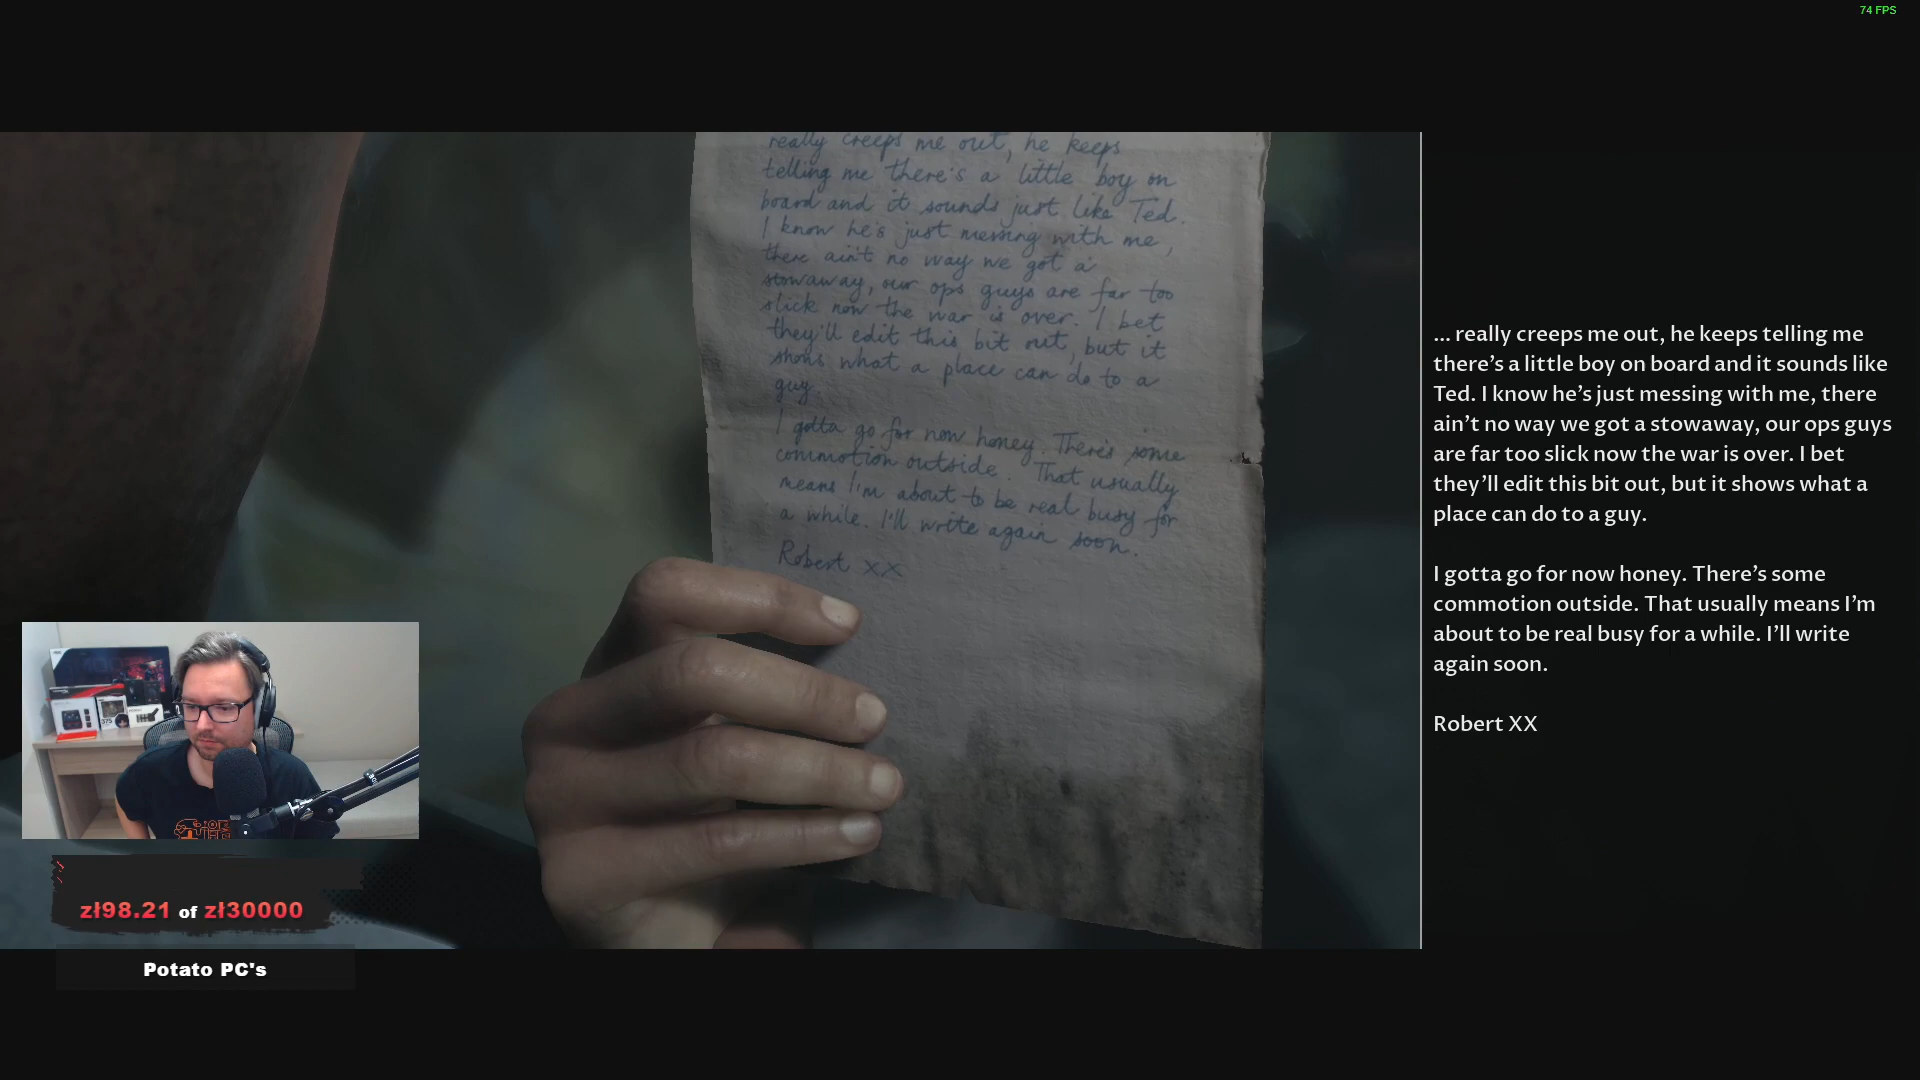 74 FPS
really creeps me out, he keeps
telling me there's a little boy on
board and it sounds just like Ted.
I know he's just messing with me,
there ain't no way we got a
stowaway, our ops guys are far too
slick now the war is over. I bet
they'll edit this bit out, but it
shows what a place can do to a
guy.
I gotta go for now honey. There's some
commotion outside. That usually
means I'm about to be real busy for
a while. I'll write again soon.
Robert XX
... really creeps me out, he keeps telling me
there's a little boy on board and it sounds like
Ted. I know he's just messing with me, there
ain't no way we got a stowaway, our ops guys
are far too slick now the war is over. I bet
they'll edit this bit out, but it shows what a
place can do to a guy.
I gotta go for now honey. There's some
commotion outside. That usually means I'm
about to be real busy for a while. I'll write
again soon.
Robert XX
zł98.21 of zł30000
Potato PC's